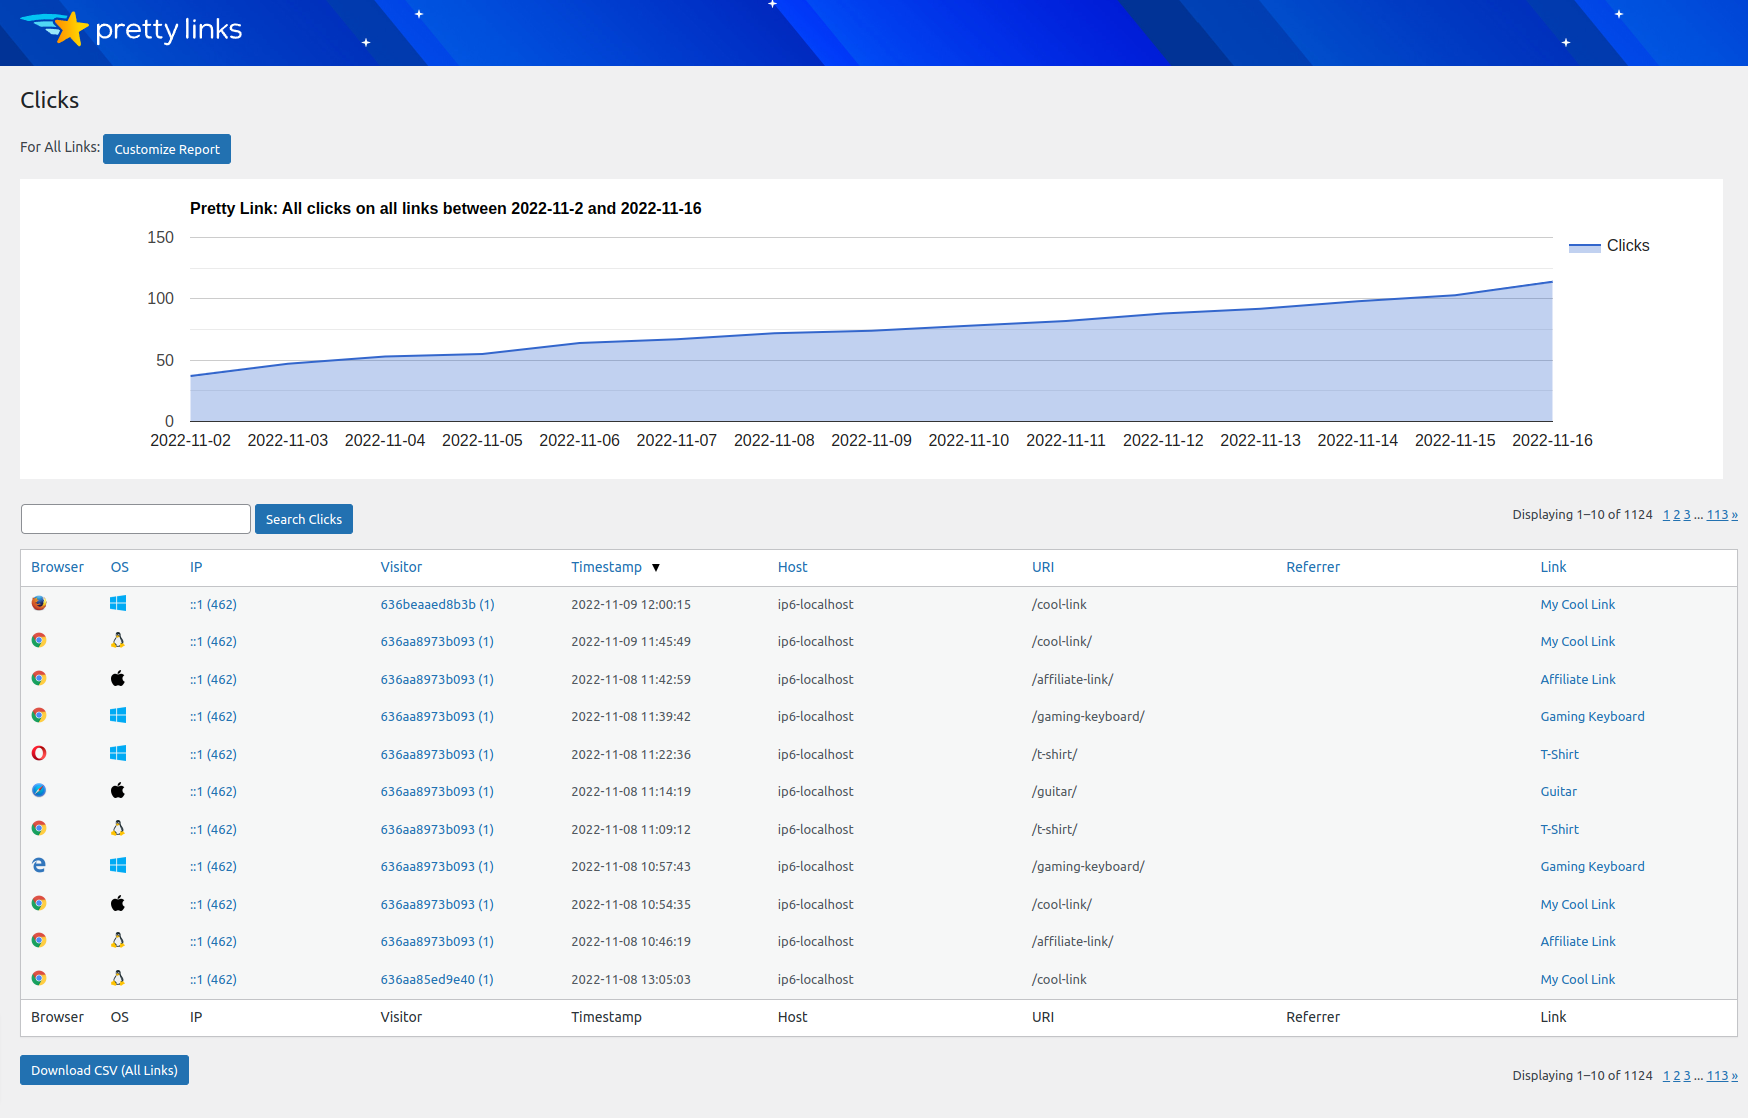 pretty links
Clicks
For All Links: Customize Report
Pretty Link: All clicks on all links between 2022-11-2 and 2022-11-16
150
100
50
0
Clicks
2022-11-02 2022-11-03 2022-11-04 2022-11-05 2022-11-06 2022-11-07 2022-11-08 2022-11-09 2022-11-10 2022-11-11 2022-11-12 2022-11-13 2022-11-14 2022-11-15 2022-11-16
Search Clicks
Displaying 1–10 of 1124 1 2 3 ... 113 »
Browser OS IP Visitor Timestamp ▼ Host URI Referrer Link
::1 (462) 636beaaed8b3b (1) 2022-11-09 12:00:15 ip6-localhost /cool-link My Cool Link
::1 (462) 636aa8973b093 (1) 2022-11-09 11:45:49 ip6-localhost /cool-link/ My Cool Link
::1 (462) 636aa8973b093 (1) 2022-11-08 11:42:59 ip6-localhost /affiliate-link/ Affiliate Link
::1 (462) 636aa8973b093 (1) 2022-11-08 11:39:42 ip6-localhost /gaming-keyboard/ Gaming Keyboard
::1 (462) 636aa8973b093 (1) 2022-11-08 11:22:36 ip6-localhost /t-shirt/ T-Shirt
::1 (462) 636aa8973b093 (1) 2022-11-08 11:14:19 ip6-localhost /guitar/ Guitar
::1 (462) 636aa8973b093 (1) 2022-11-08 11:09:12 ip6-localhost /t-shirt/ T-Shirt
::1 (462) 636aa8973b093 (1) 2022-11-08 10:57:43 ip6-localhost /gaming-keyboard/ Gaming Keyboard
::1 (462) 636aa8973b093 (1) 2022-11-08 10:54:35 ip6-localhost /cool-link/ My Cool Link
::1 (462) 636aa8973b093 (1) 2022-11-08 10:46:19 ip6-localhost /affiliate-link/ Affiliate Link
::1 (462) 636aa85ed9e40 (1) 2022-11-08 13:05:03 ip6-localhost /cool-link My Cool Link
Browser OS IP Visitor Timestamp Host URI Referrer Link
Download CSV (All Links)
Displaying 1–10 of 1124 1 2 3 ... 113 »